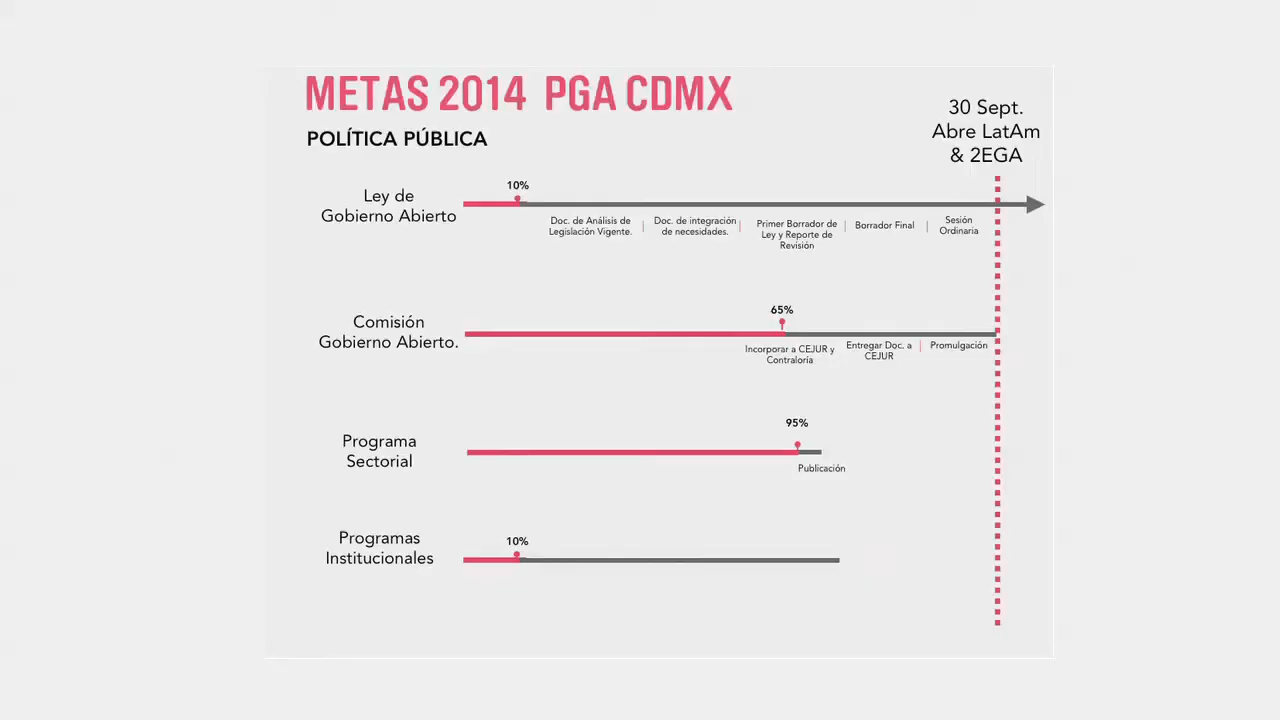 METAS 2014 PGA CDMX
POLÍTICA PÚBLICA
30 Sept.
Abre LatAm
& 2EGA
Ley de
Gobierno Abierto
10%
Doc. de Análisis de
Legislación Vigente.
Doc. de integración
de necesidades.
Primer Borrador de
Ley y Reporte de
Revisión
Borrador Final
Sesión
Ordinaria
Comisión
Gobierno Abierto.
65%
Incorporar a CEJUR y
Contraloría
Entregar Doc. a
CEJUR
Promulgación
Programa
Sectorial
95%
Publicación
Programas
Institucionales
10%